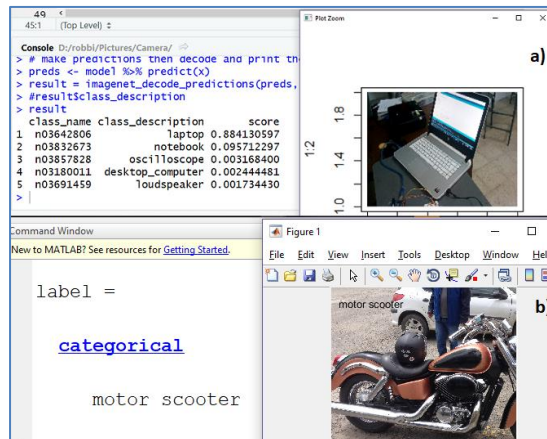 49
45:1 (Top Level)
Console D:/robbi/Pictures/Camera/
> # make predictions then decode and print th
> preds <- model %>% predict(x)
> result = imagenet_decode_predictions(preds,
> #result$class_description
> result
class_name class_description score
1 n03642806 laptop 0.884130597
2 n03832673 notebook 0.095712297
3 n03857828 oscilloscope 0.003168400
4 n03180011 desktop_computer 0.002444481
5 n03691459 loudspeaker 0.001734430
>
Plot Zoom
a)
1:2
1.0 1.4 1.8
Command Window
New to MATLAB? See resources for Getting Started.
label =
categorical
motor scooter
Figure 1
File Edit View Insert Tools Desktop Window Hel
motor scooter
b)